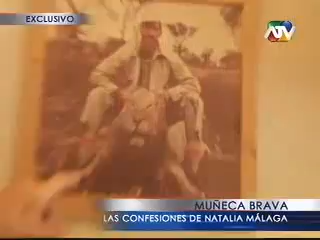 EXCLUSIVO
ATV
MUÑECA BRAVA
LAS CONFESIONES DE NATALIA MÁLAGA